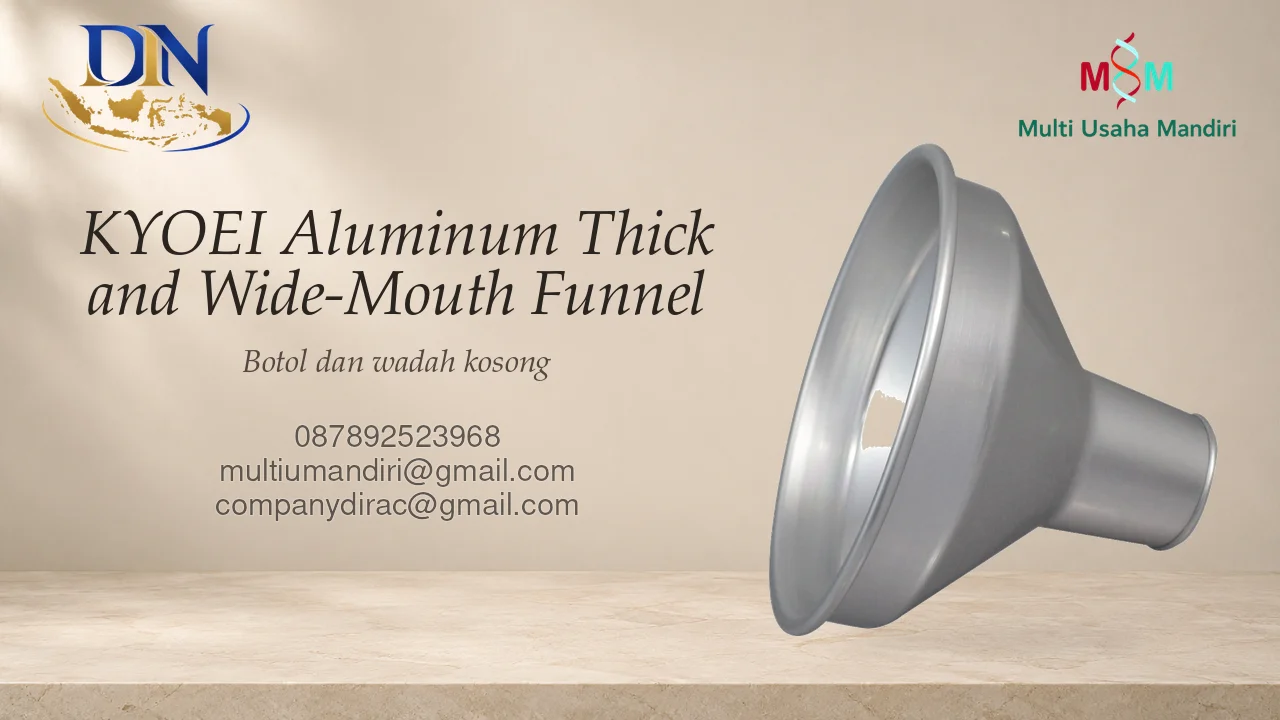 DN
M M
Multi Usaha Mandiri
KYOEI Aluminum Thick
and Wide-Mouth Funnel
Botol dan wadah kosong
087892523968
multiumandiri@gmail.com
companydirac@gmail.com